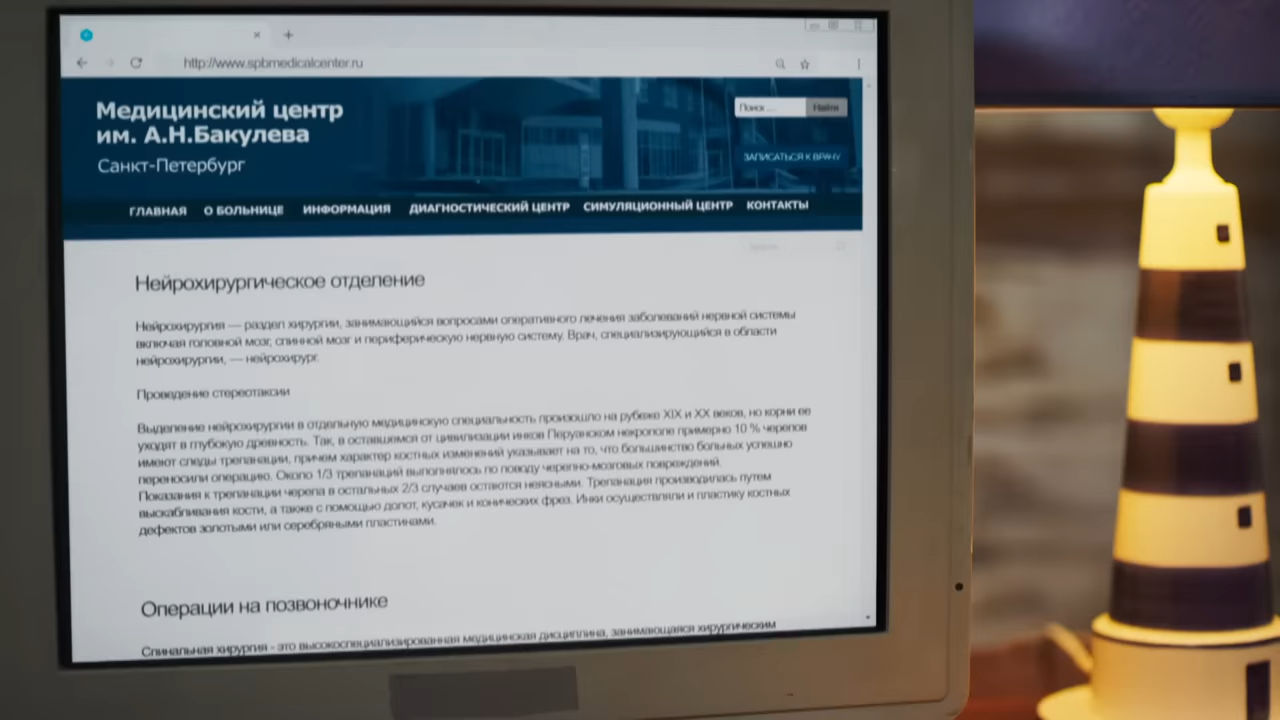 http://www.spbmedicalcenter.ru
Медицинский центр
им. А.Н.Бакулева
Санкт-Петербург
Поиск ...
Найти
ЗАПИСАТЬСЯ К ВРАЧУ
ГЛАВНАЯ О БОЛЬНИЦЕ ИНФОРМАЦИЯ ДИАГНОСТИЧЕСКИЙ ЦЕНТР СИМУЛЯЦИОННЫЙ ЦЕНТР КОНТАКТЫ
Нейрохирургическое отделение
Нейрохирургия — раздел хирургии, занимающийся вопросами оперативного лечения заболеваний нервной системы
включая головной мозг, спинной мозг и периферическую нервную систему. Врач, специализирующийся в области
нейрохирургии, — нейрохирург.
Проведение стереотаксии
Выделение нейрохирургии в отдельную медицинскую специальность произошло на рубеже XIX и XX веков, но корни ее
уходят в глубокую древность. Так, в оставшемся от цивилизации инков Перуанском некрополе примерно 10 % черепов
имеют следы трепанации, причем характер костных изменений указывает на то, что большинство больных успешно
переносили операцию. Около 1/3 трепанаций выполнялось по поводу черепно-мозговых повреждений.
Показания к трепанации черепа в остальных 2/3 случаев остаются неясными. Трепанация производилась путем
выскабливания кости, а также с помощью долот, кусачек и конических фрез. Инки осуществляли и пластику костных
дефектов золотыми или серебряными пластинами.
Операции на позвоночнике
Спинальная хирургия - это высокоспециализированная медицинская дисциплина, занимающаяся хирургическим